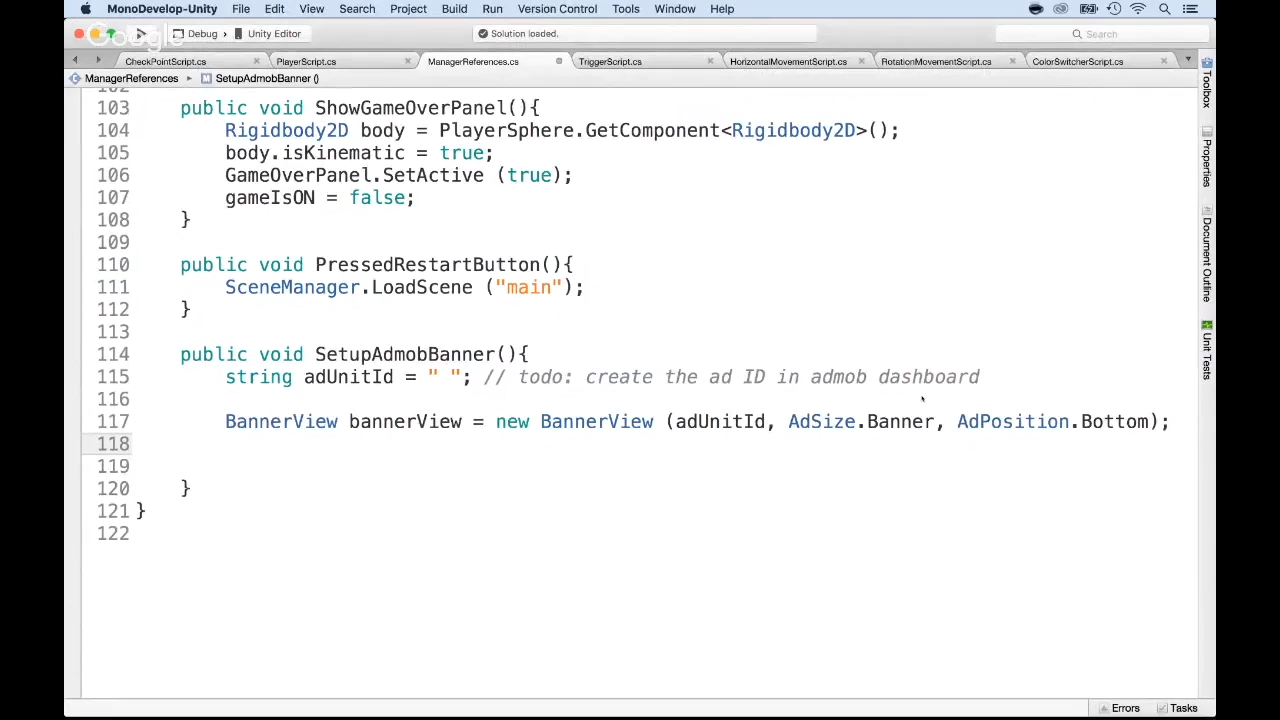 MonoDevelop-Unity File Edit View Search Project Build Run Version Control Tools Window Help
Google
Debug Unity Editor Solution loaded. Search
CheckPointScript.cs PlayerScript.cs ManagerReferences.cs TriggerScript.cs HorizontalMovementScript.cs RotationMovementScript.cs ColorSwitcherScript.cs
ManagerReferences SetupAdmobBanner ()
102
103 public void ShowGameOverPanel(){
104 Rigidbody2D body = PlayerSphere.GetComponent<Rigidbody2D>();
105 body.isKinematic = true;
106 GameOverPanel.SetActive (true);
107 gameIsON = false;
108 }
109
110 public void PressedRestartButton(){
111 SceneManager.LoadScene ("main");
112 }
113
114 public void SetupAdmobBanner(){
115 string adUnitId = " "; // todo: create the ad ID in admob dashboard
116
117 BannerView bannerView = new BannerView (adUnitId, AdSize.Banner, AdPosition.Bottom);
118
119
120 }
121 }
122
Toolbox
Properties
Document Outline
Unit Tests
Errors Tasks